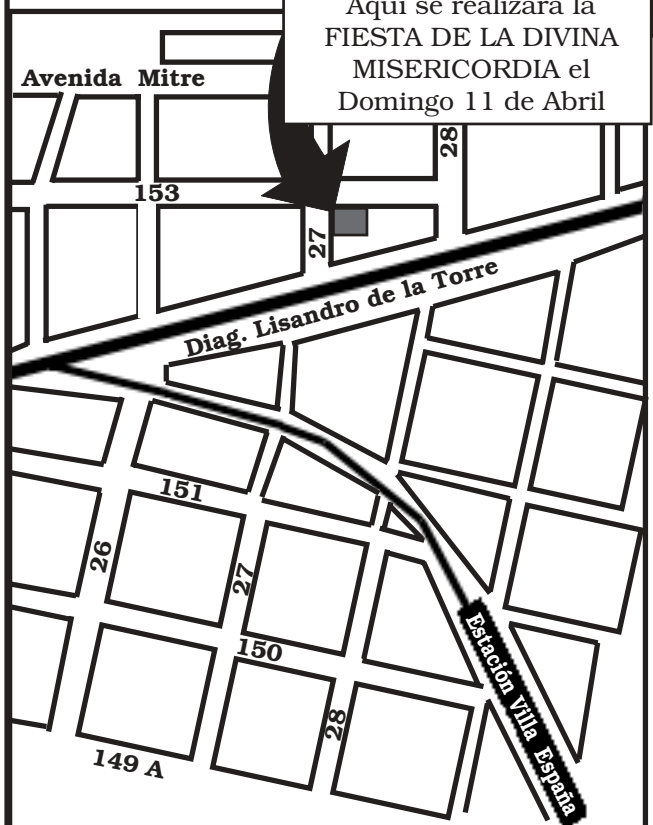 Aquí se realizará la
FIESTA DE LA DIVINA
MISERICORDIA el
Domingo 11 de Abril
Avenida Mitre
28
153
27
Diag. Lisandro de la Torre
151
26
27
150
28
149 A
Estación Villa España